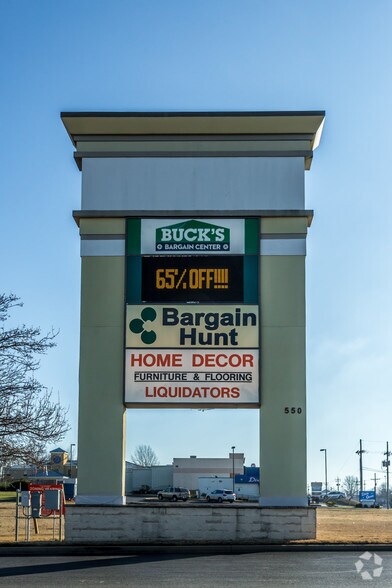 BUCK'S
BARGAIN CENTER
65% OFF!!!!
Bargain
Hunt
HOME DECOR
FURNITURE & FLOORING
LIQUIDATORS
550